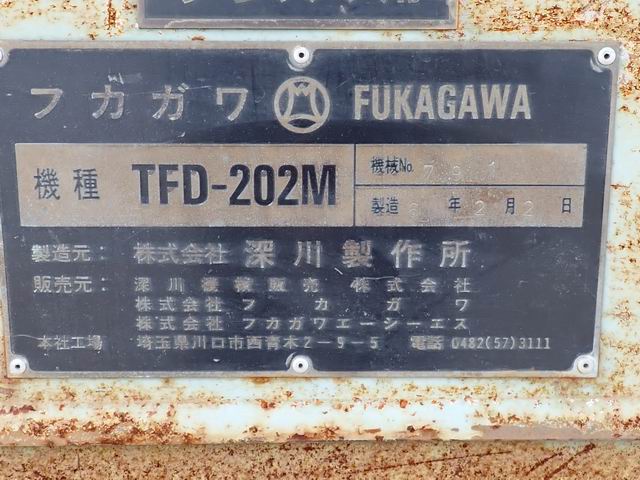 フカガワ FUKAGAWA
機種 TFD-202M
機械No. 791
製造 6年2月2日
製造元: 株式会社 深川製作所
販売元: 深川機械販売 株式会社
株式会社 フカガワ
株式会社 フカガワエージーエス
本社工場 埼玉県川口市西青木2-9-5 電話 0482(57)3111